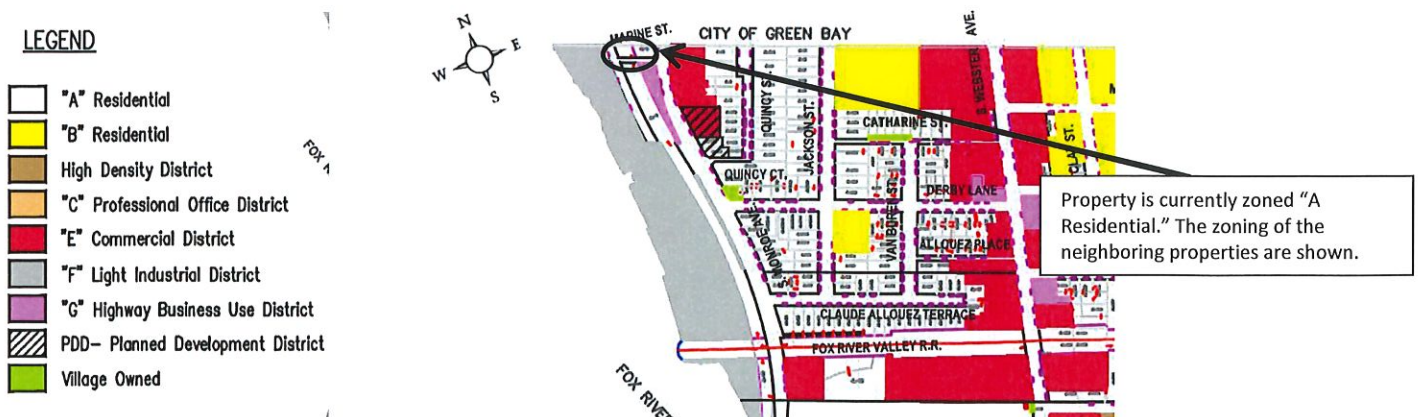 LEGEND
"A" Residential
"B" Residential
High Density District
"C" Professional Office District
"E" Commercial District
"F" Light Industrial District
"G" Highway Business Use District
PDD- Planned Development District
Village Owned
N
E
W
S
MARINE ST.
CITY OF GREEN BAY
S. WEBSTER AVE.
QUINCY ST.
JACKSON ST.
CATHARINE ST.
CLAY ST.
QUINCY CT.
DERBY LANE
VAN BUREN ST.
S. MONROE AVE.
ALLOUEZ PLACE
CLAUDE ALLOUEZ TERRACE
FOX RIVER VALLEY R.R.
FOX RIVER
FOX
Property is currently zoned “A
Residential.” The zoning of the
neighboring properties are shown.